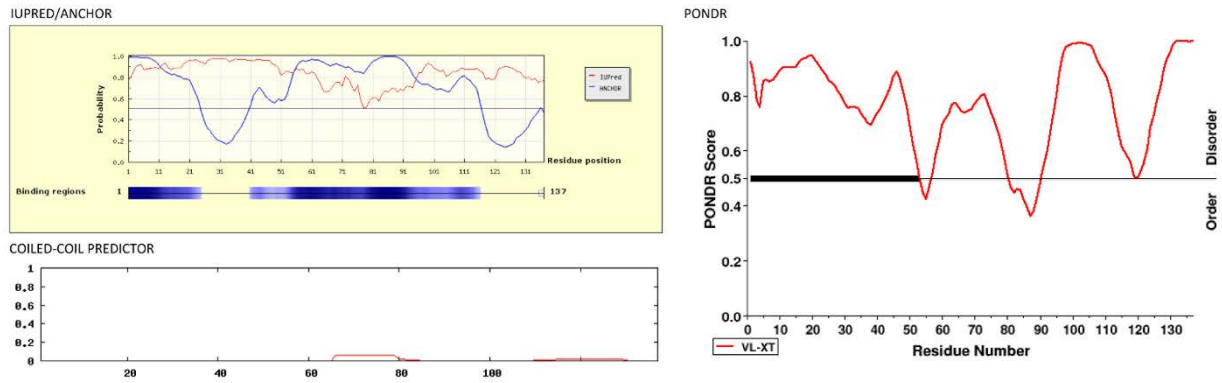 IUPRED/ANCHOR
1.0
0.8
0.6
0.4
0.2
0.0
Probability
1 11 21 31 41 51 61 71 81 91 101 111 121 131
Residue position
IUPred
ANCHOR
Binding regions 1 137
COILED-COIL PREDICTOR
1
0.8
0.6
0.4
0.2
0
20 40 60 80 100
PONDR
1.0
0.8
0.6
0.5
0.4
0.2
0.0
PONDR Score
Disorder
Order
0 10 20 30 40 50 60 70 80 90 100 110 120 130
VL-XT
Residue Number